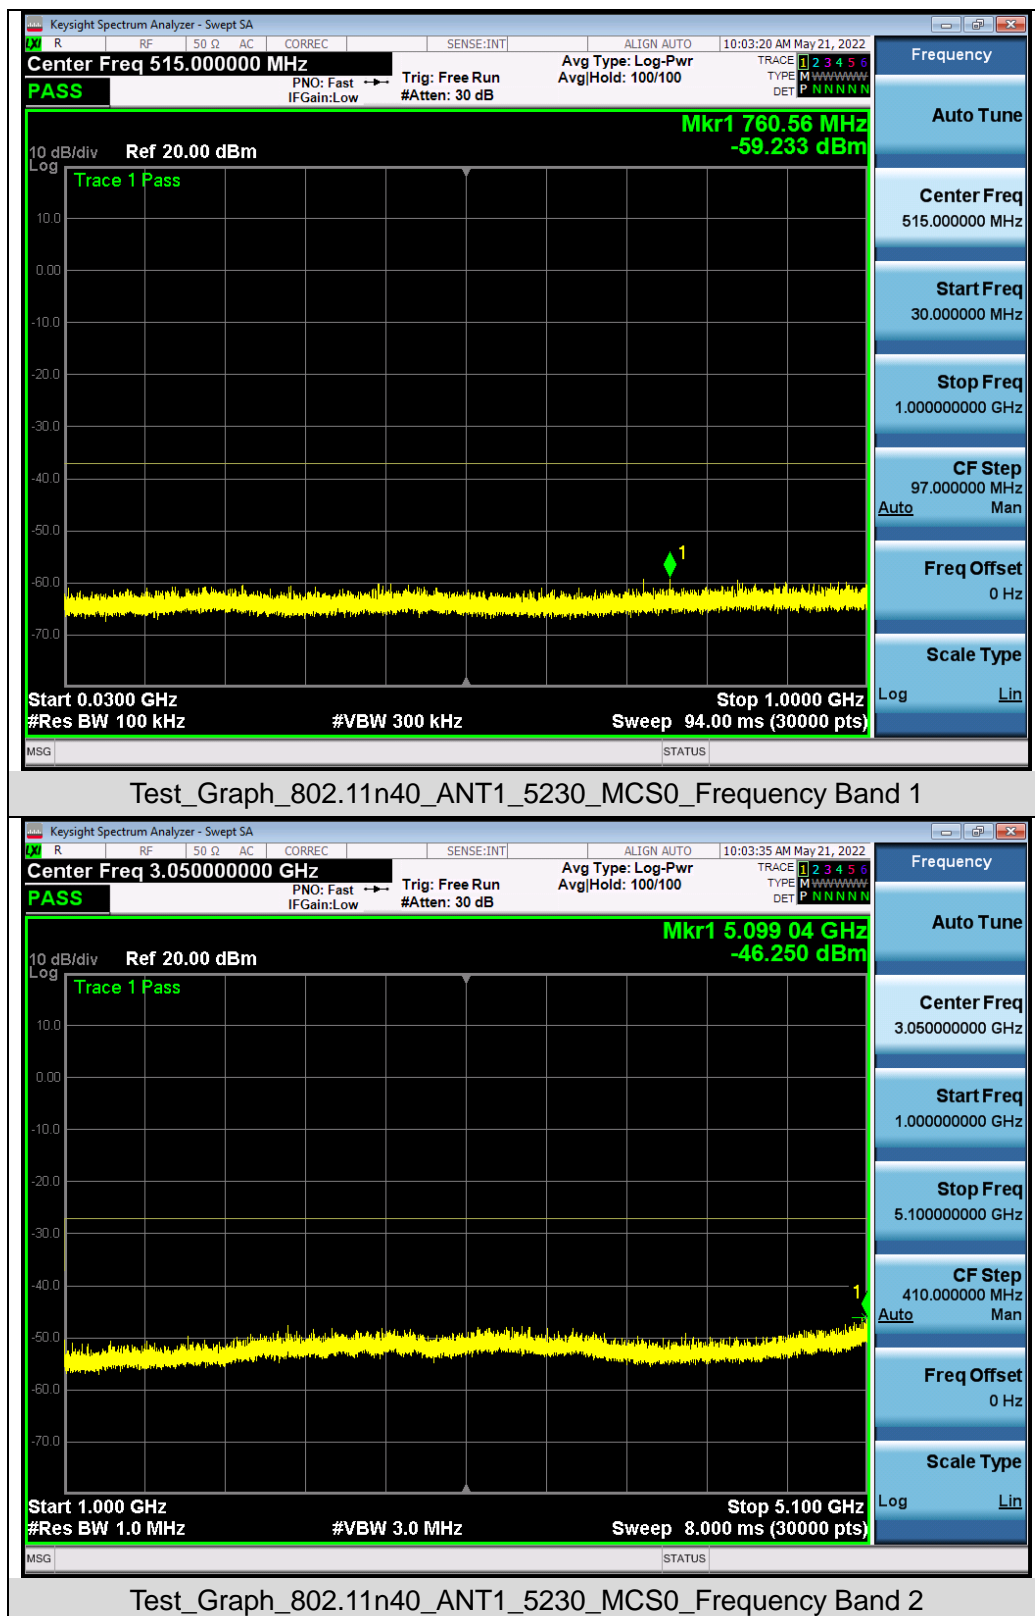 Keysight Spectrum Analyzer - Swept SA
LXI R RF 50 Ω AC CORREC SENSE:INT ALIGN AUTO 10:03:20 AM May 21, 2022
Center Freq 515.000000 MHz
PASS
PNO: Fast
IFGain:Low
Trig: Free Run
#Atten: 30 dB
Avg Type: Log-Pwr
Avg|Hold: 100/100
TRACE 1 2 3 4 5 6
TYPE M WWWWW
DET P N N N N N
Mkr1 760.56 MHz
-59.233 dBm
10 dB/div Ref 20.00 dBm
Log
Trace 1 Pass
10.0
0.00
-10.0
-20.0
-30.0
-40.0
-50.0
-60.0
-70.0
1
Start 0.0300 GHz Stop 1.0000 GHz
#Res BW 100 kHz #VBW 300 kHz Sweep 94.00 ms (30000 pts)
MSG STATUS
Frequency
Auto Tune
Center Freq
515.000000 MHz
Start Freq
30.000000 MHz
Stop Freq
1.000000000 GHz
CF Step
97.000000 MHz
Auto Man
Freq Offset
0 Hz
Scale Type
Log Lin
Test_Graph_802.11n40_ANT1_5230_MCS0_Frequency Band 1
Keysight Spectrum Analyzer - Swept SA
LXI R RF 50 Ω AC CORREC SENSE:INT ALIGN AUTO 10:03:35 AM May 21, 2022
Center Freq 3.050000000 GHz
PASS
PNO: Fast
IFGain:Low
Trig: Free Run
#Atten: 30 dB
Avg Type: Log-Pwr
Avg|Hold: 100/100
TRACE 1 2 3 4 5 6
TYPE M WWWWW
DET P N N N N N
Mkr1 5.099 04 GHz
-46.250 dBm
10 dB/div Ref 20.00 dBm
Log
Trace 1 Pass
10.0
0.00
-10.0
-20.0
-30.0
-40.0
-50.0
-60.0
-70.0
1
Start 1.000 GHz Stop 5.100 GHz
#Res BW 1.0 MHz #VBW 3.0 MHz Sweep 8.000 ms (30000 pts)
MSG STATUS
Frequency
Auto Tune
Center Freq
3.050000000 GHz
Start Freq
1.000000000 GHz
Stop Freq
5.100000000 GHz
CF Step
410.000000 MHz
Auto Man
Freq Offset
0 Hz
Scale Type
Log Lin
Test_Graph_802.11n40_ANT1_5230_MCS0_Frequency Band 2